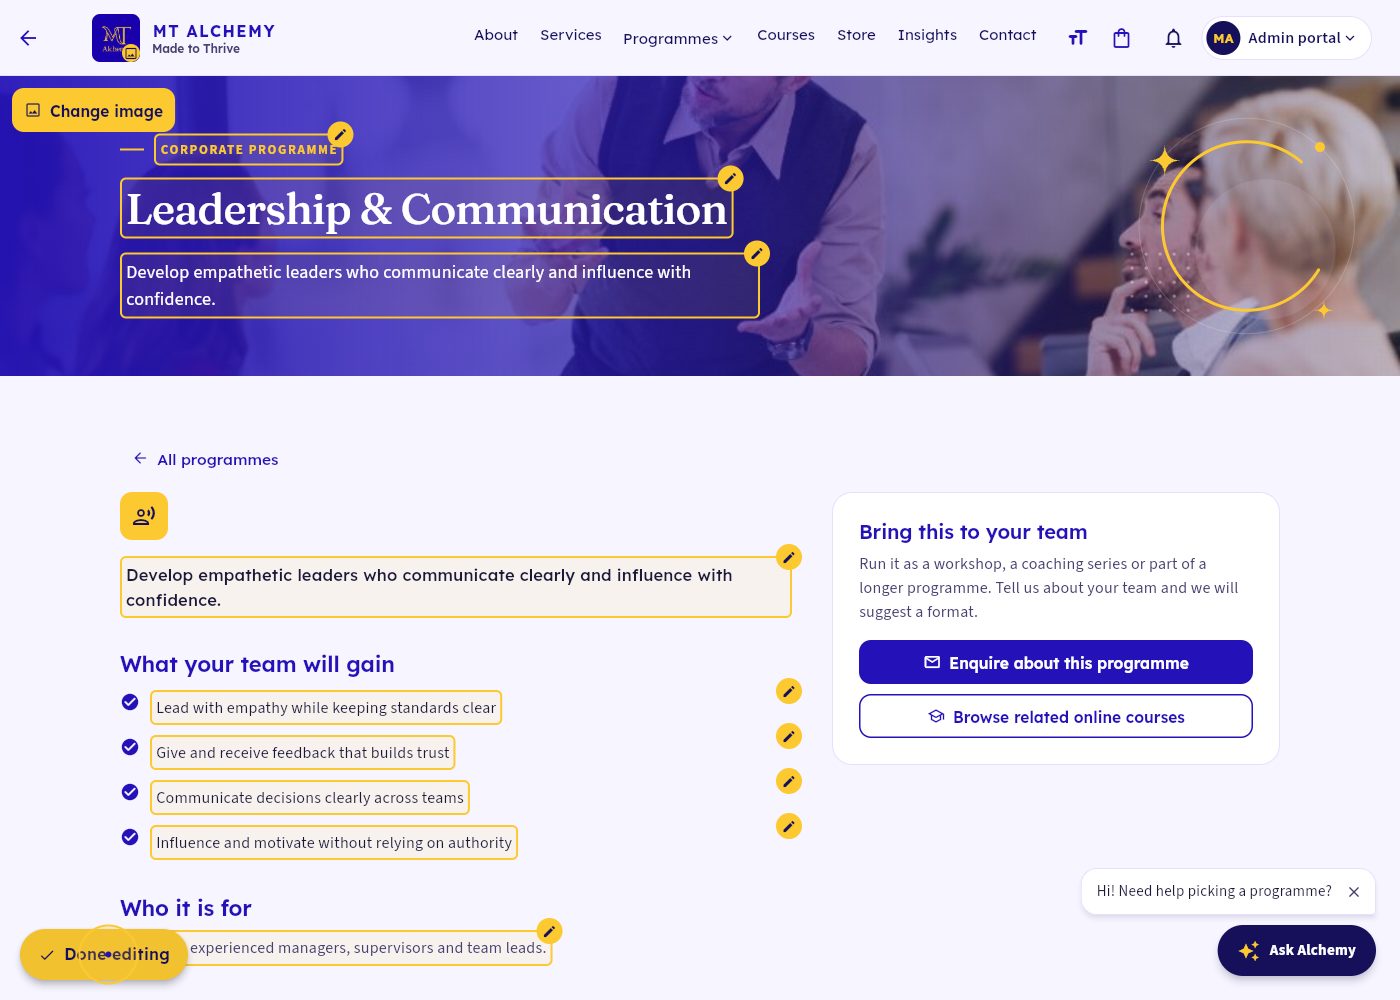 MT ALCHEMY
Made to Thrive
About
Services
Programmes
Courses
Store
Insights
Contact
MA
Admin portal
Change image
CORPORATE PROGRAMME
Leadership & Communication
Develop empathetic leaders who communicate clearly and influence with
confidence.
All programmes
Develop empathetic leaders who communicate clearly and influence with
confidence.
What your team will gain
Lead with empathy while keeping standards clear
Give and receive feedback that builds trust
Communicate decisions clearly across teams
Influence and motivate without relying on authority
Who it is for
experienced managers, supervisors and team leads.
Done editing
Bring this to your team
Run it as a workshop, a coaching series or part of a
longer programme. Tell us about your team and we will
suggest a format.
Enquire about this programme
Browse related online courses
Hi! Need help picking a programme?
Ask Alchemy